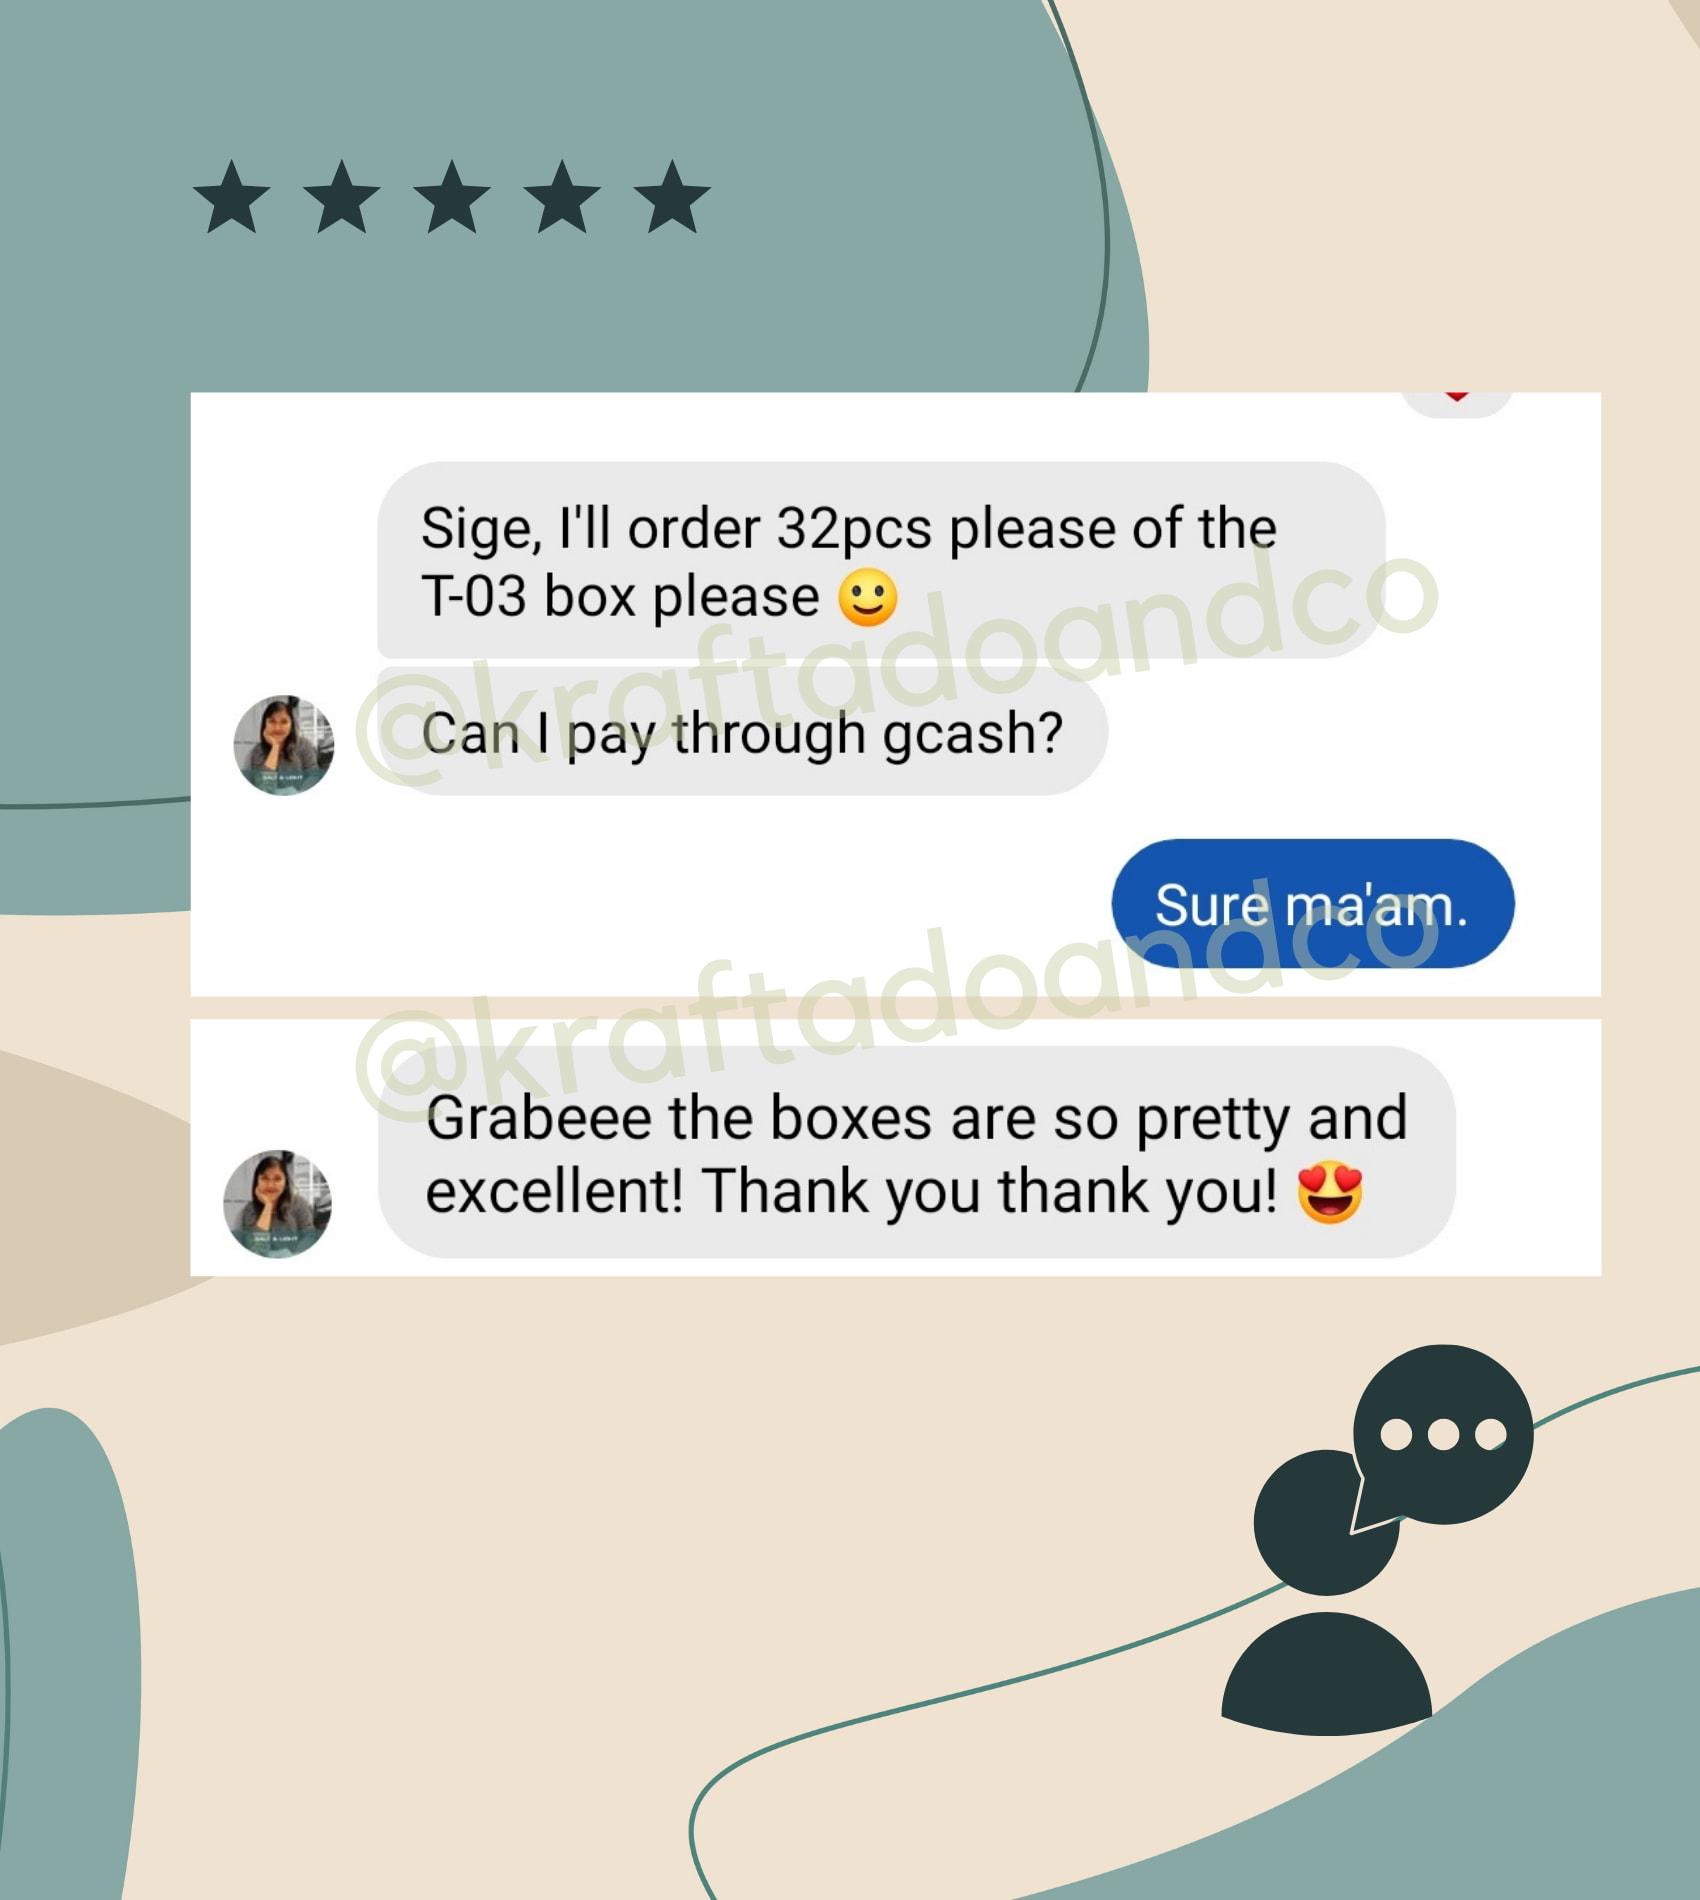 Sige, I'll order 32pcs please of the
T-03 box please 🙂
@kraftadoandco
Can I pay through gcash?
Sure ma'am.
@kraftadoandco
Grabeee the boxes are so pretty and
excellent! Thank you thank you! 😍